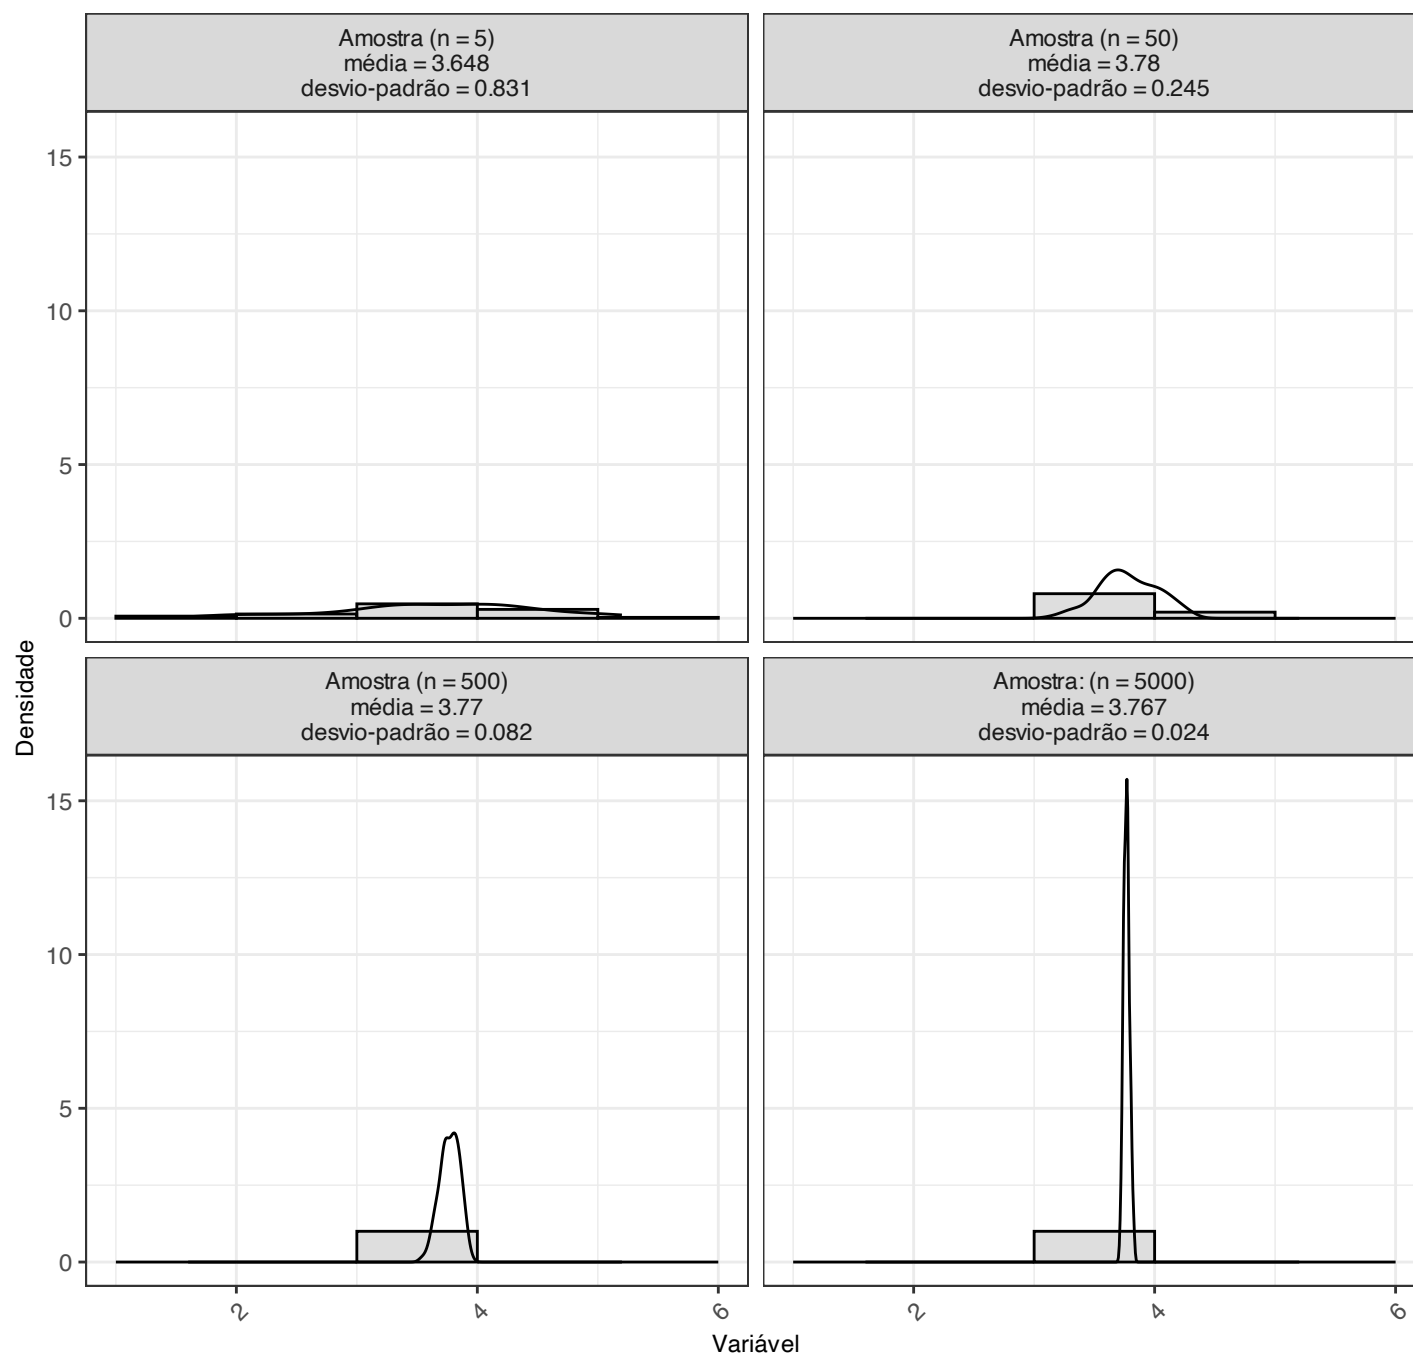 Amostra (n = 5)
média = 3.648
desvio-padrão = 0.831
Amostra (n = 50)
média = 3.78
desvio-padrão = 0.245
15
10
5
0
Amostra (n = 500)
média = 3.77
desvio-padrão = 0.082
Amostra: (n = 5000)
média = 3.767
desvio-padrão = 0.024
15
10
5
0
Densidade
2
4
6
2
4
6
Variável